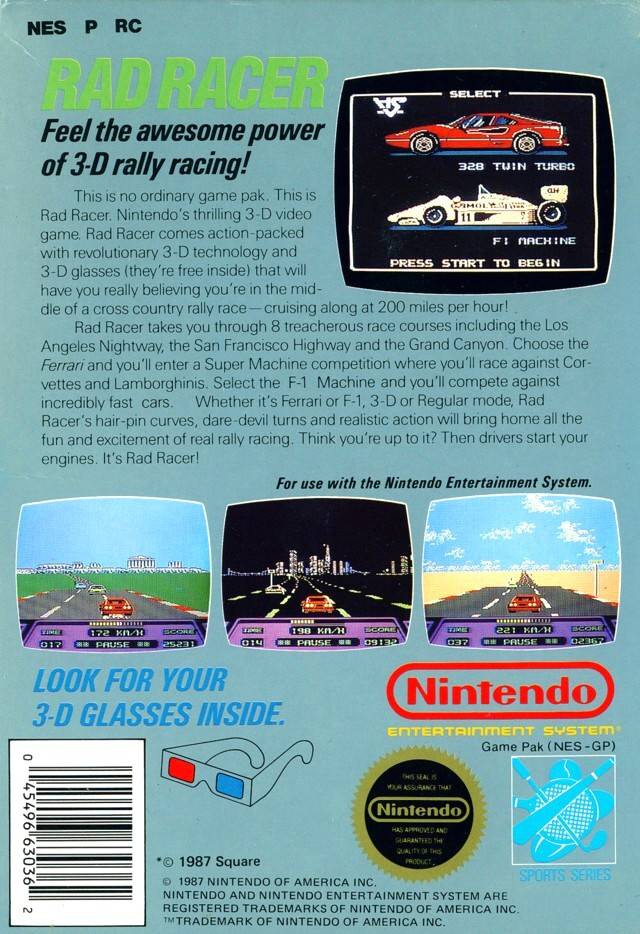 NES P RC
RAD RACER
Feel the awesome power
of 3-D rally racing!
This is no ordinary game pak. This is
Rad Racer. Nintendo's thrilling 3-D video
game. Rad Racer comes action-packed
with revolutionary 3-D technology and
3-D glasses (they're free inside) that will
have you really believing you're in the mid-
dle of a cross country rally race—cruising along at 200 miles per hour!
Rad Racer takes you through 8 treacherous race courses including the Los
Angeles Nightway, the San Francisco Highway and the Grand Canyon. Choose the
Ferrari and you'll enter a Super Machine competition where you'll race against Cor-
vettes and Lamborghinis. Select the F-1 Machine and you'll compete against
incredibly fast cars. Whether it's Ferrari or F-1, 3-D or Regular mode, Rad
Racer's hair-pin curves, dare-devil turns and realistic action will bring home all the
fun and excitement of real rally racing. Think you're up to it? Then drivers start your
engines. It's Rad Racer!
SELECT
328 TWIN TURBO
11
F1 MACHINE
PRESS START TO BEGIN
For use with the Nintendo Entertainment System.
TIME 172 KM/H SCORE
017 PAUSE 25231
TIME 198 KM/H SCORE
014 PAUSE 09132
TIME 221 KM/H SCORE
037 PAUSE 02367
LOOK FOR YOUR
3-D GLASSES INSIDE.
Nintendo®
ENTERTAINMENT SYSTEM®
Game Pak (NES-GP)
THIS SEAL IS
YOUR ASSURANCE THAT
Nintendo
HAS APPROVED AND
GUARANTEED THE
QUALITY OF THIS
PRODUCT.
SPORTS SERIES
0 45496 63036 2
*© 1987 Square
© 1987 NINTENDO OF AMERICA INC.
NINTENDO AND NINTENDO ENTERTAINMENT SYSTEM ARE
REGISTERED TRADEMARKS OF NINTENDO OF AMERICA INC.
™TRADEMARK OF NINTENDO OF AMERICA INC.